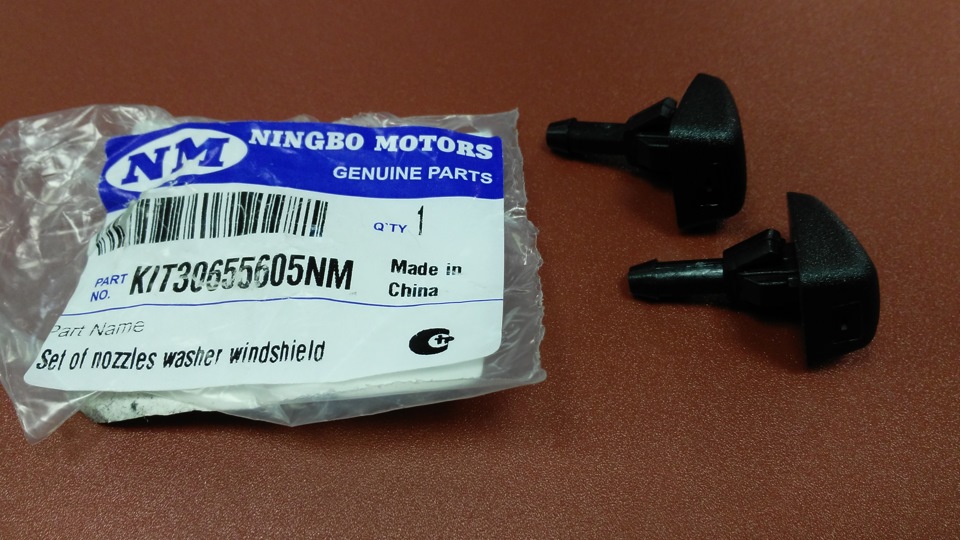 NM NINGBO MOTORS
GENUINE PARTS
Q`TY 1
PART NO. KIT30655605NM
Made in China
Part Name
Set of nozzles washer windshield